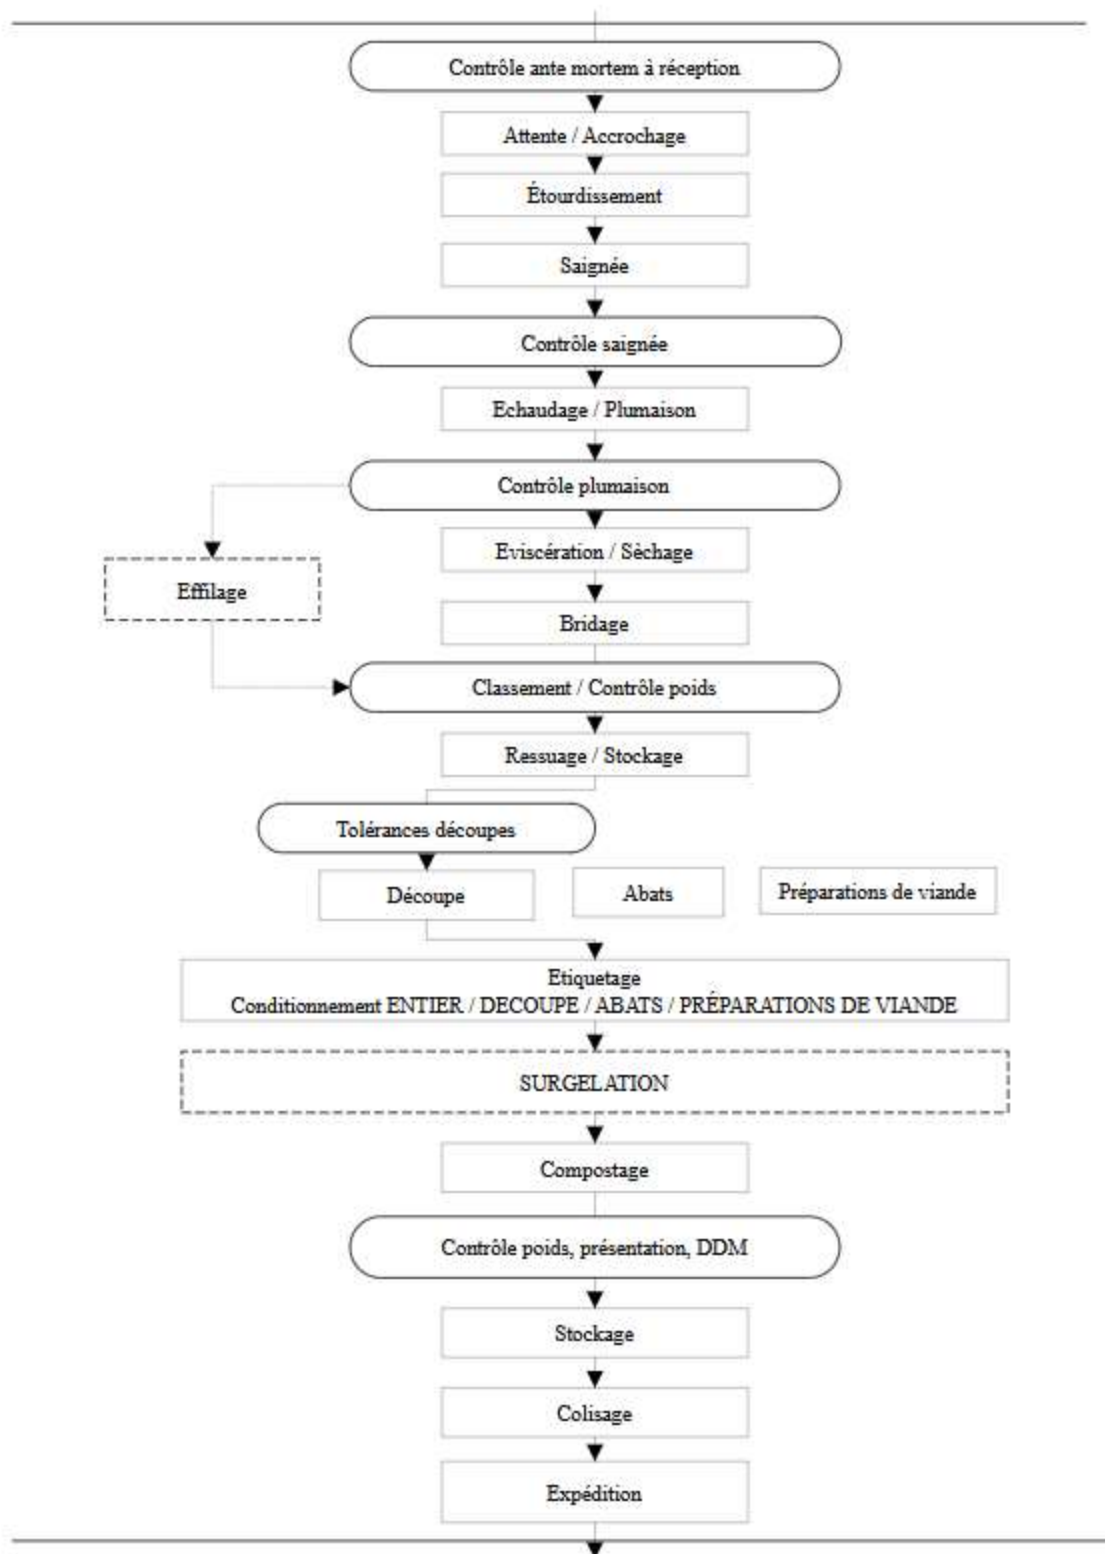 Contrôle ante mortem à réception
Attente / Accrochage
Étourdissement
Saignée
Contrôle saignée
Echaudage / Plumaison
Contrôle plumaison
Eviscération / Sèchage
Effilage
Bridage
Classement / Contrôle poids
Ressuage / Stockage
Tolérances découpes
Découpe
Abats
Préparations de viande
Etiquetage
Conditionnement ENTIER / DECOUPE / ABATS / PRÉPARATIONS DE VIANDE
SURGELATION
Compostage
Contrôle poids, présentation, DDM
Stockage
Colisage
Expédition